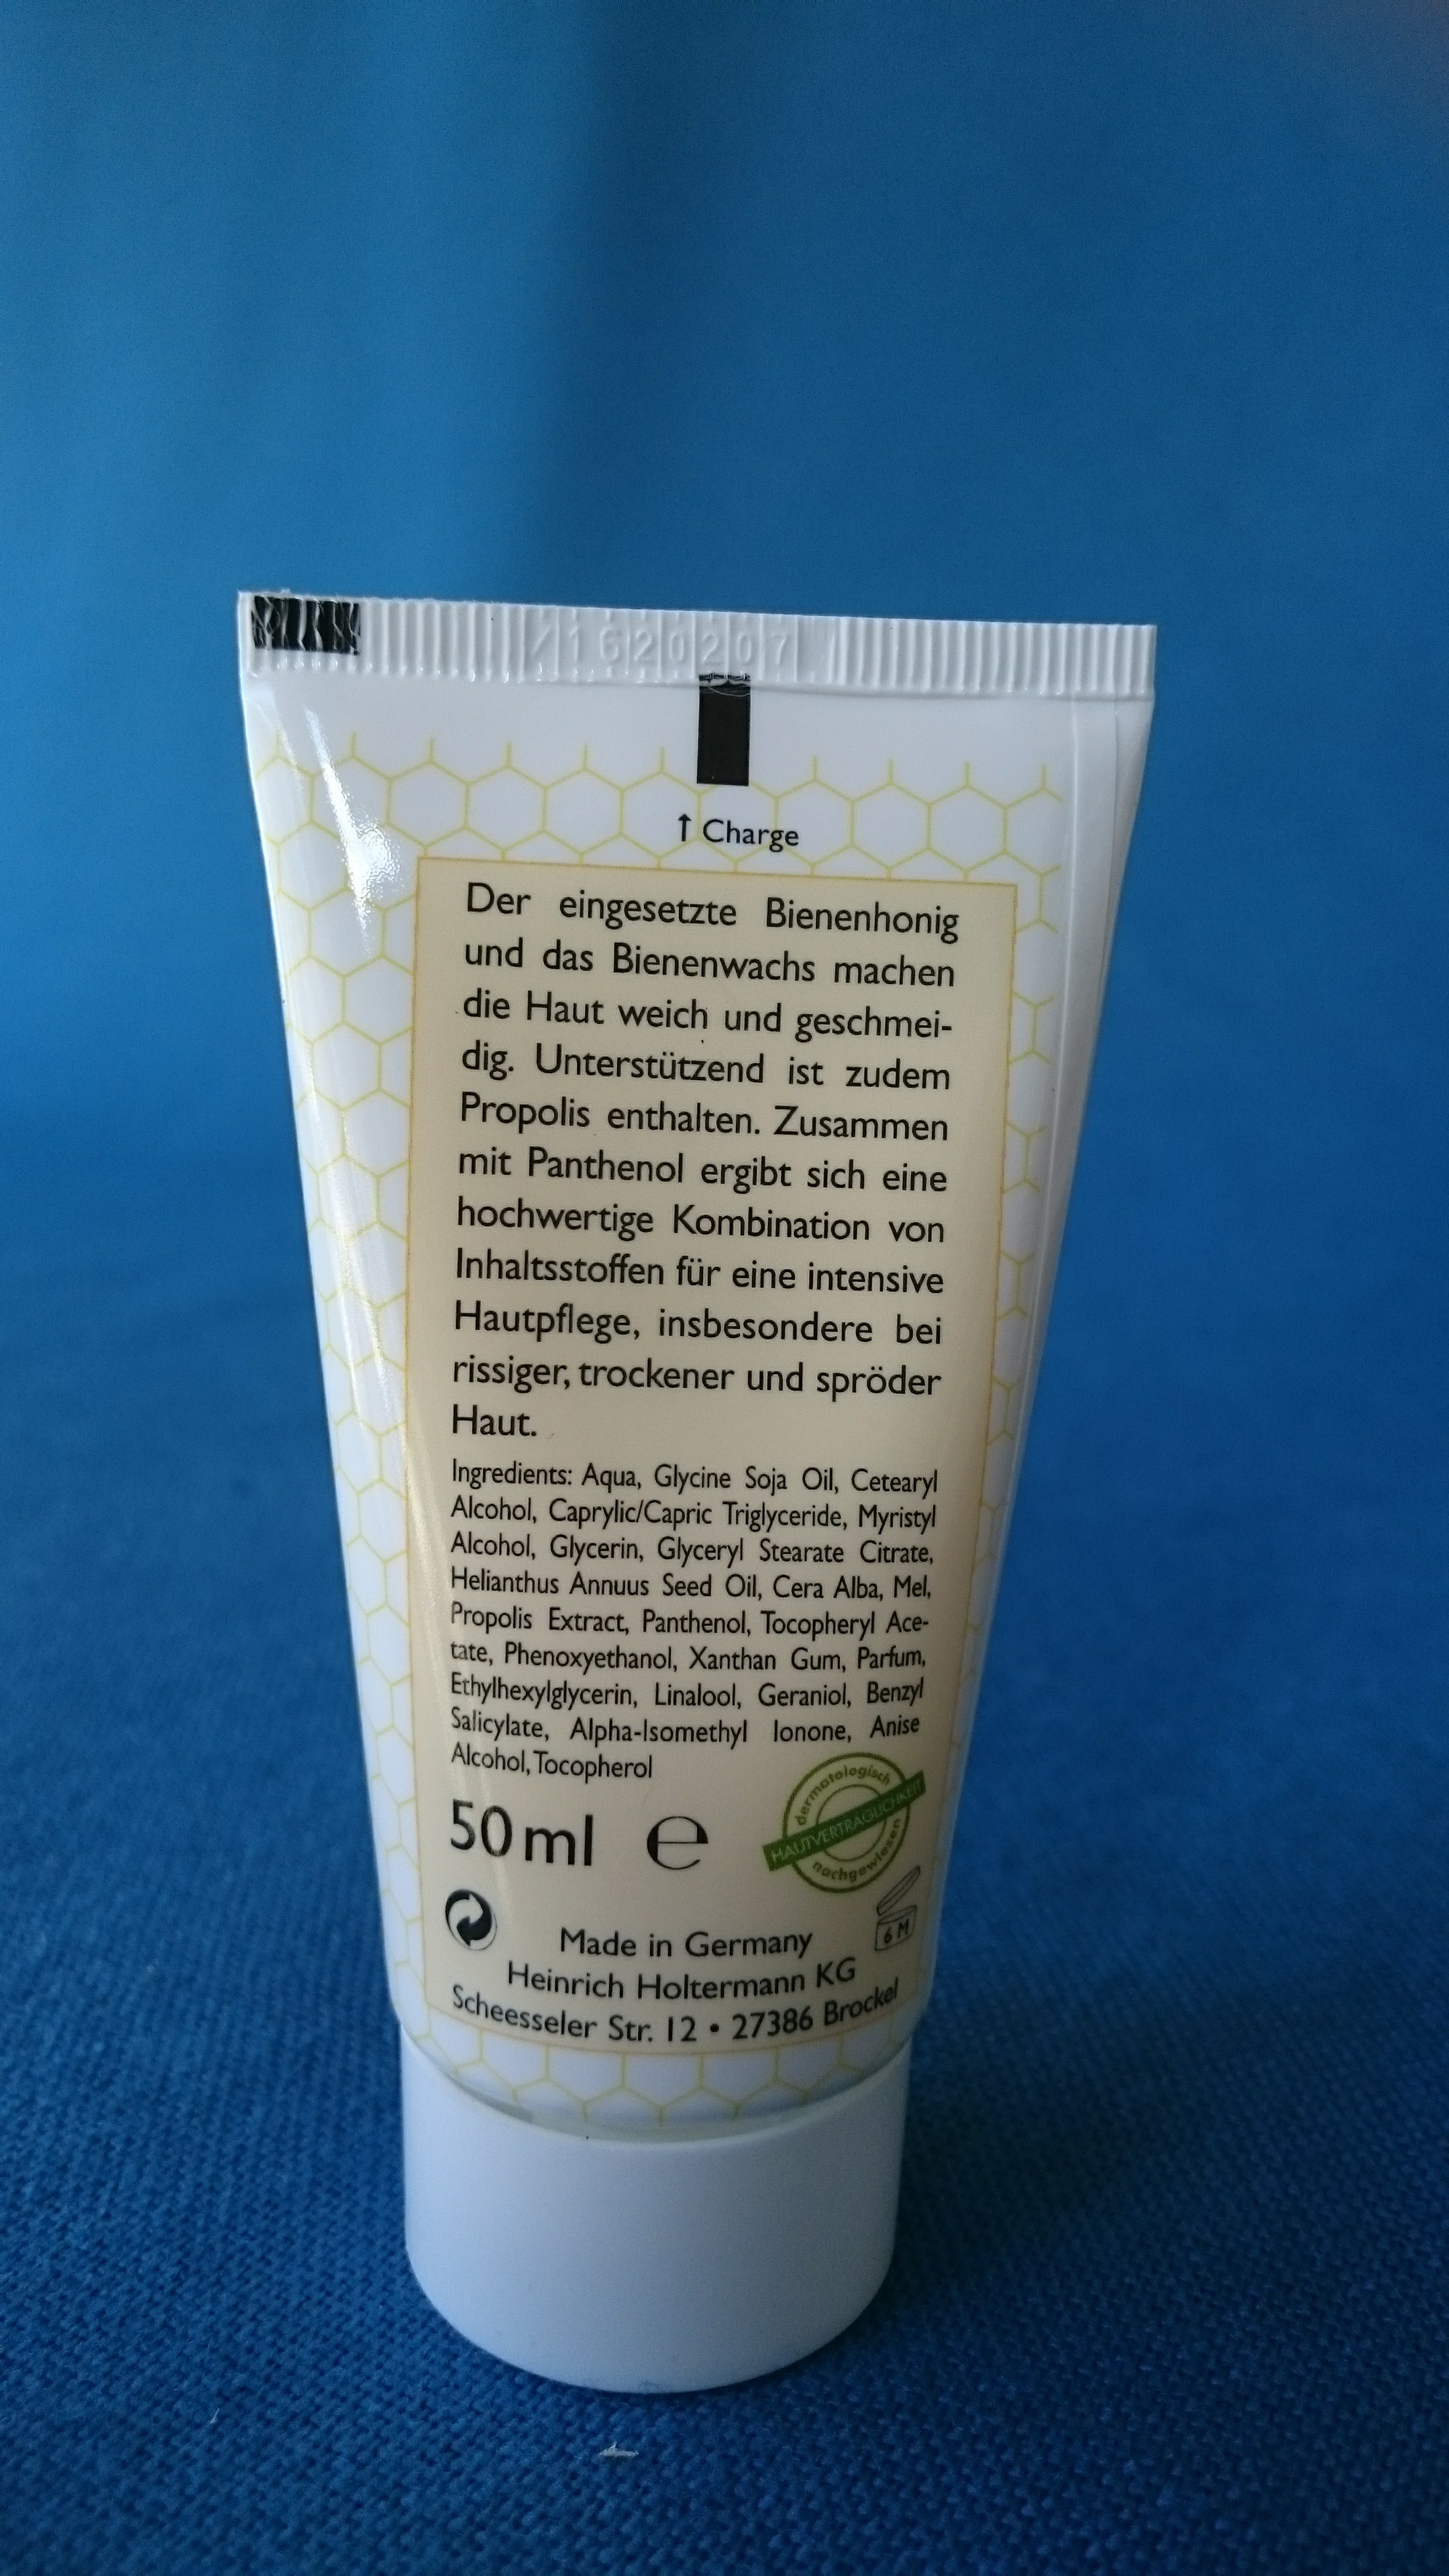 /1620207
↑ Charge
Der eingesetzte Bienenhonig
und das Bienenwachs machen
die Haut weich und geschmei-
dig. Unterstützend ist zudem
Propolis enthalten. Zusammen
mit Panthenol ergibt sich eine
hochwertige Kombination von
Inhaltsstoffen für eine intensive
Hautpflege, insbesondere bei
rissiger, trockener und spröder
Haut.
Ingredients: Aqua, Glycine Soja Oil, Cetearyl
Alcohol, Caprylic/Capric Triglyceride, Myristyl
Alcohol, Glycerin, Glyceryl Stearate Citrate,
Helianthus Annuus Seed Oil, Cera Alba, Mel,
Propolis Extract, Panthenol, Tocopheryl Ace-
tate, Phenoxyethanol, Xanthan Gum, Parfum,
Ethylhexylglycerin, Linalool, Geraniol, Benzyl
Salicylate, Alpha-Isomethyl Ionone, Anise
Alcohol, Tocopherol
dermatologisch
HAUTVERTRÄGLICHKEIT
nachgewiesen
50 ml e
6 M
Made in Germany
Heinrich Holtermann KG
Scheesseler Str. 12 • 27386 Brockel